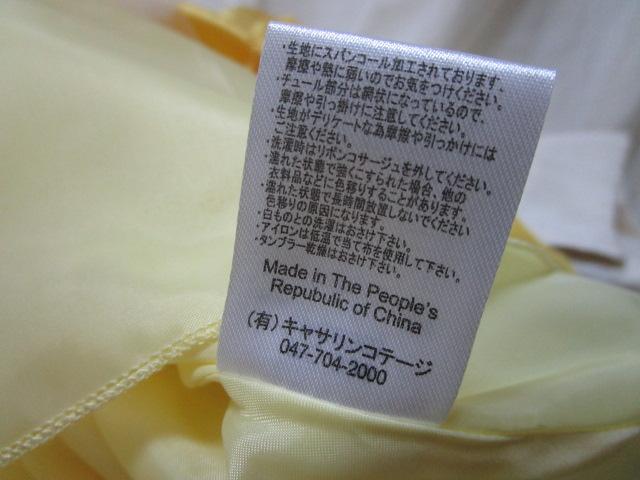 ・生地にスパンコール加工されております。
摩擦や熱に弱いのでお気をつけください。
・チュール部分は網状になっているので、
摩擦や引っ掛けに注意してください。
・生地がデリケートな為摩擦や引っかけには
ご注意ください。
・洗濯時はリボンコサージュを外してください。
・濡れた状態で強くこすられた場合、他の
衣料品などに色移りすることがあります。
・濡れた状態で長時間放置しないでください
色移りの原因になります。
・白ものとの洗濯はおさけ下さい。
・アイロンは低温で当て布を使用して下さい。
・タンブラー乾燥はおさけ下さい。
Made in The People's
Republic of China
(有)キャサリンコテージ
047-704-2000